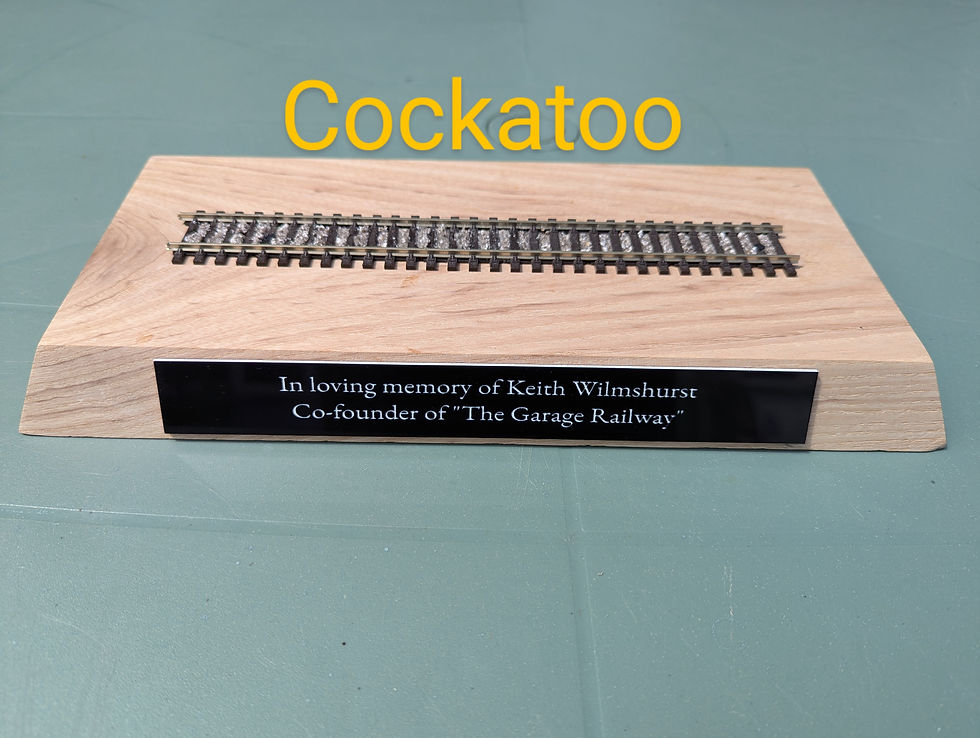 Cockatoo
In loving memory of Keith Wilmshurst
Co-founder of "The Garage Railway"